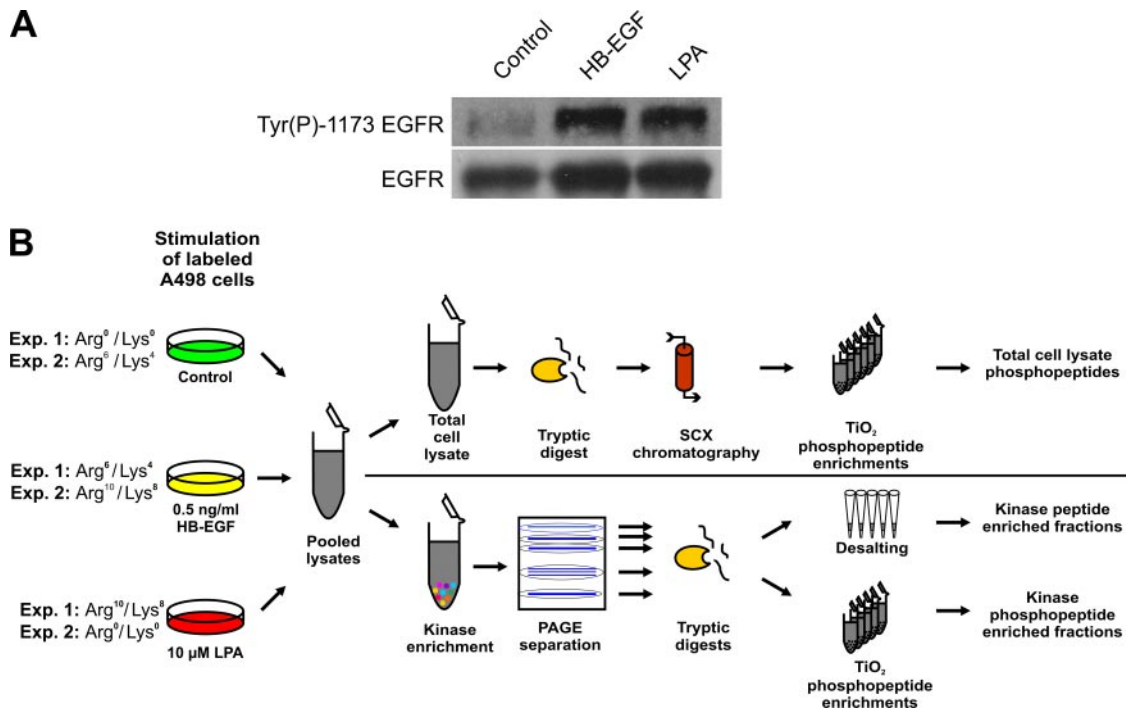 A
Control
HB-EGF
LPA
Tyr(P)-1173 EGFR
EGFR
B
Stimulation
of labeled
A498 cells
Exp. 1: Arg⁰/Lys⁰
Exp. 2: Arg⁶/Lys⁴
Control
Exp. 1: Arg⁶/Lys⁴
Exp. 2: Arg¹⁰/Lys⁸
0.5 ng/ml
HB-EGF
Exp. 1: Arg¹⁰/Lys⁸
Exp. 2: Arg⁰/Lys⁰
10 µM LPA
Pooled
lysates
Total
cell
lysate
Tryptic
digest
SCX
chromatography
TiO₂
phosphopeptide
enrichments
Total cell lysate
phosphopeptides
Kinase
enrichment
PAGE
separation
Tryptic
digests
Desalting
Kinase peptide
enriched fractions
TiO₂
phosphopeptide
enrichments
Kinase
phosphopeptide
enriched fractions